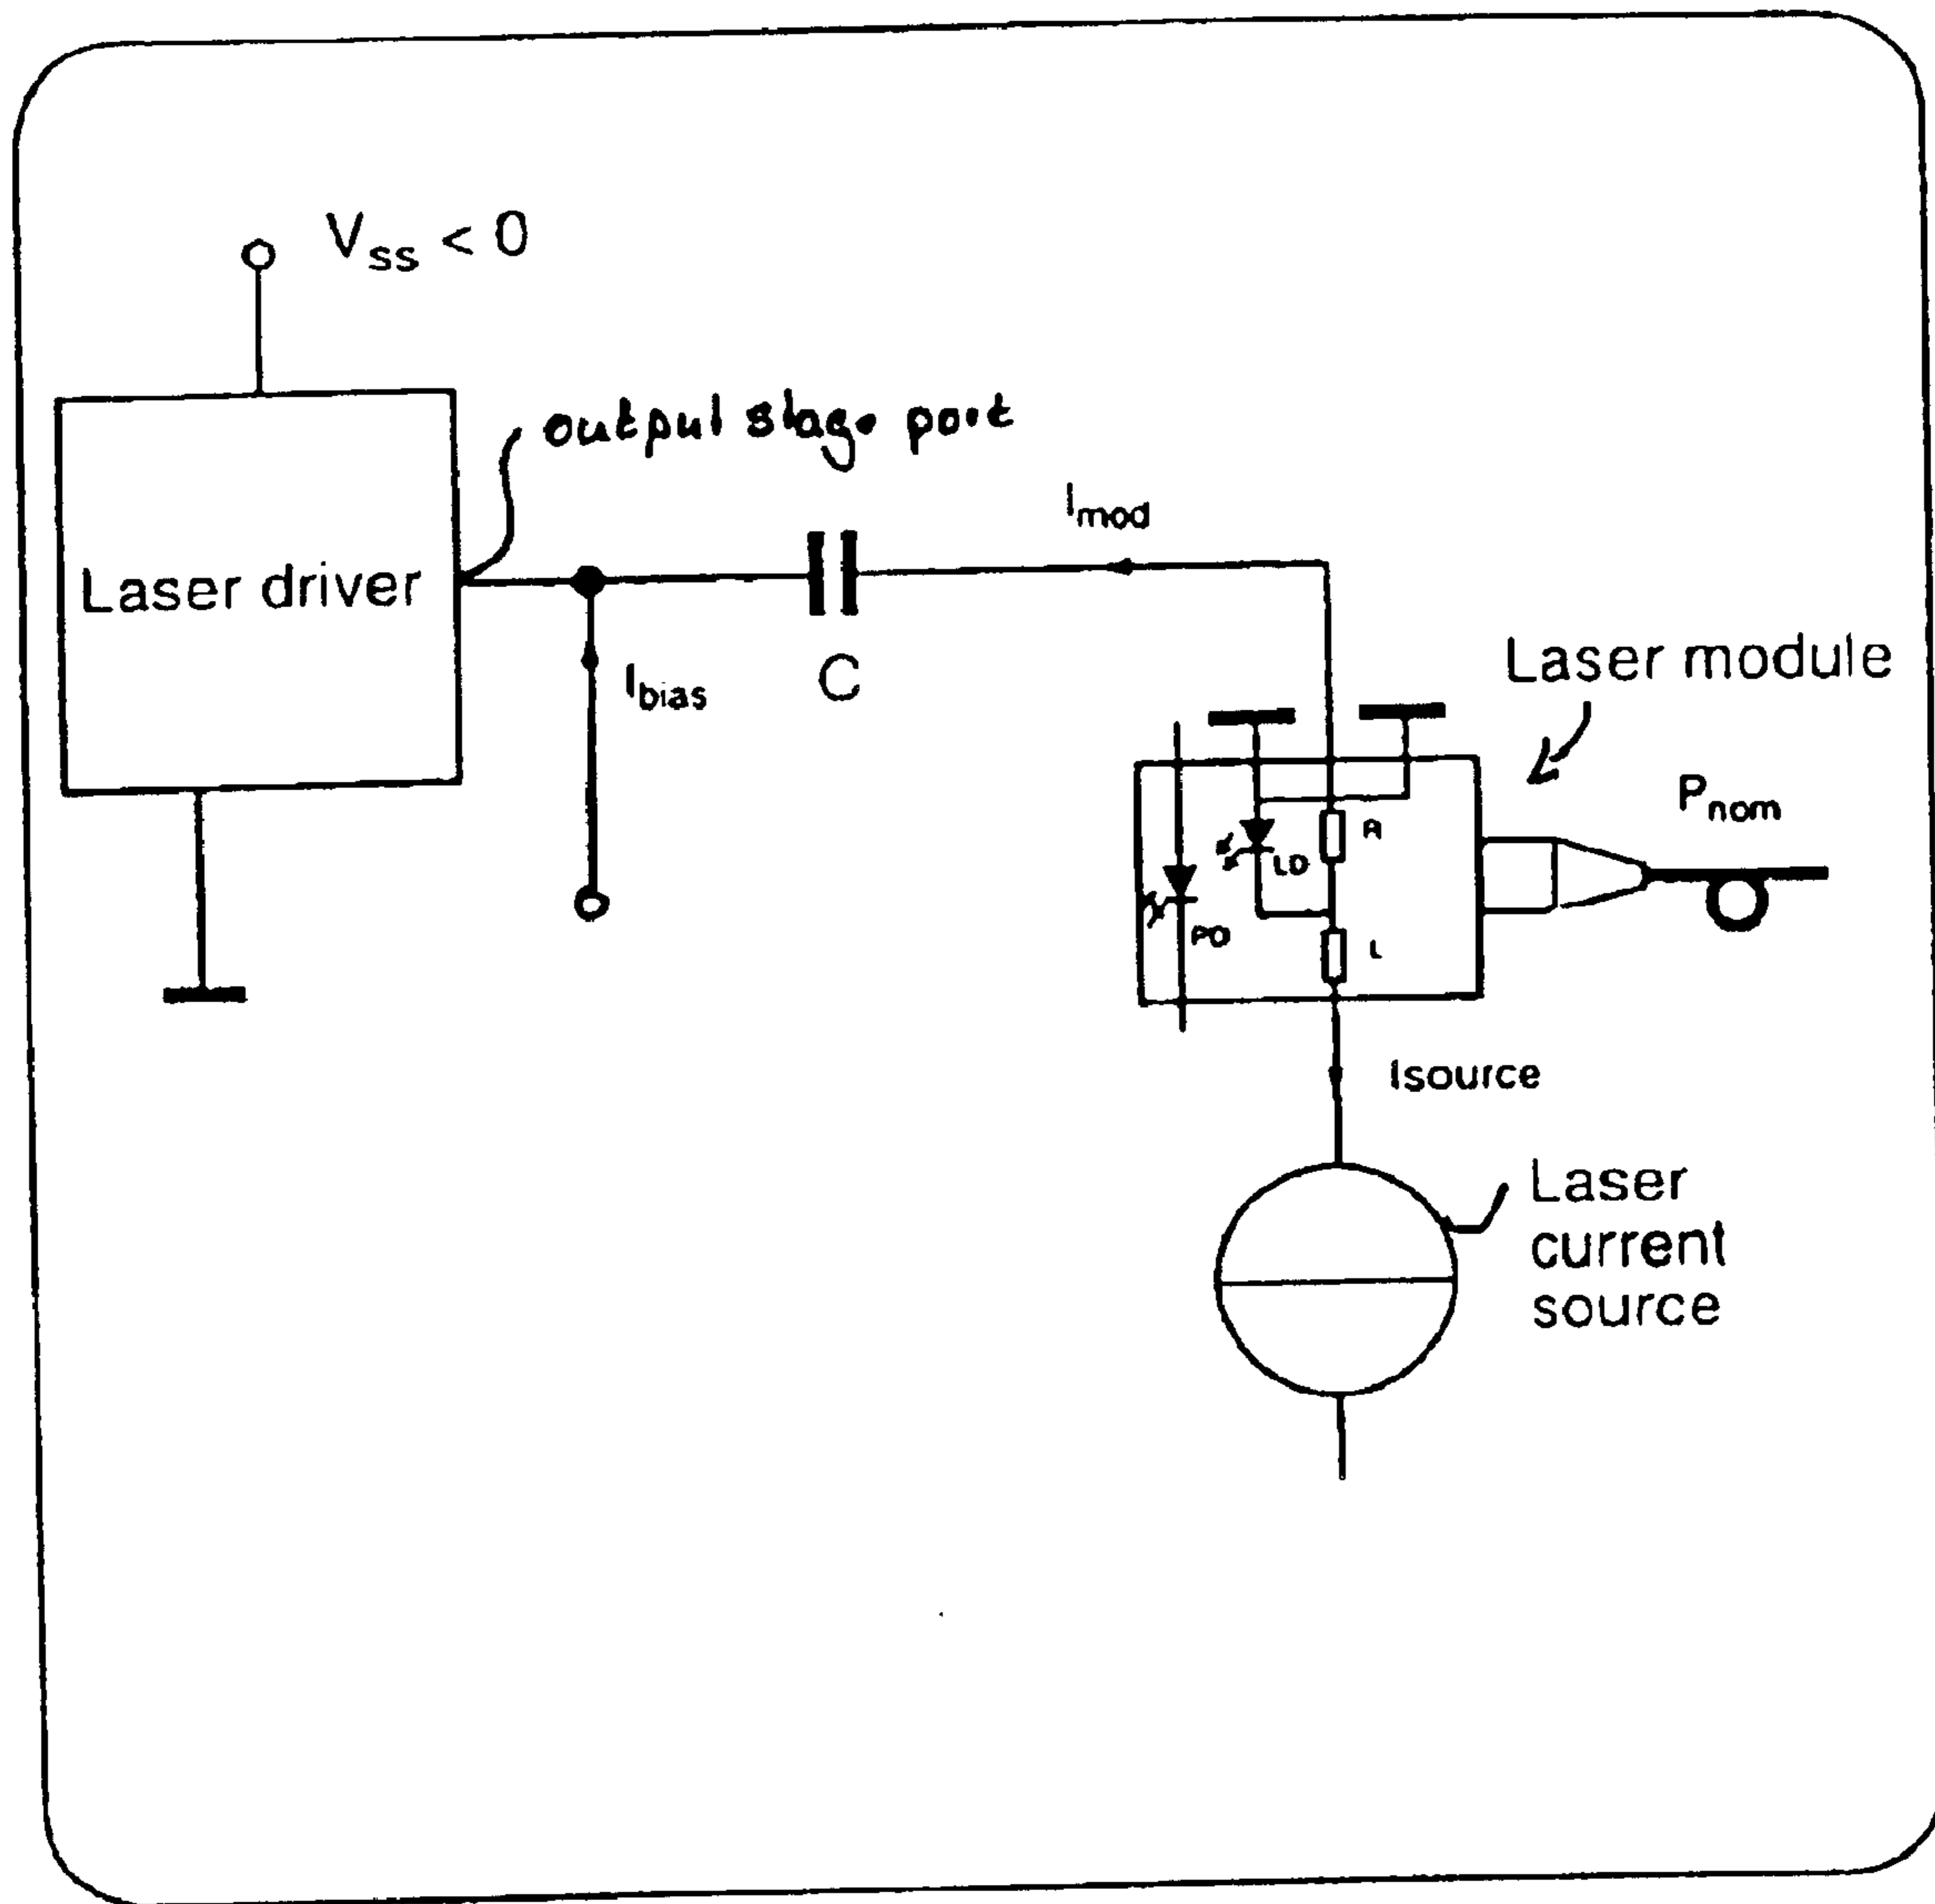 Vss < 0
output stage port
Laser driver
Imod
C
Ibias
Laser module
Pnom
R
LD
PD
L
Isource
Laser
current
source